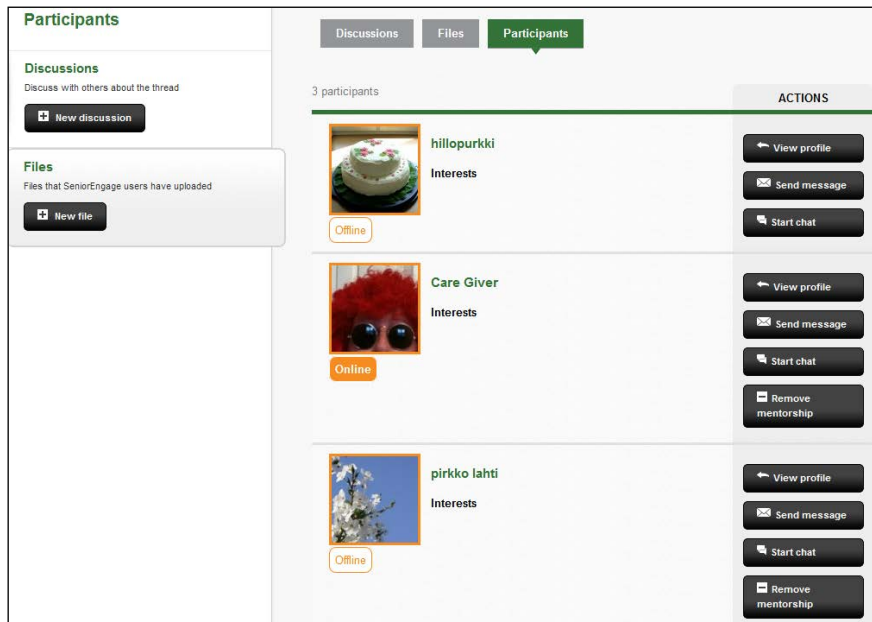 Participants
Discussions
Discuss with others about the thread
New discussion
Files
Files that SeniorEngage users have uploaded
New file
Discussions Files Participants
3 participants
ACTIONS
hillopurkki
Interests
Offline
View profile
Send message
Start chat
Care Giver
Interests
Online
View profile
Send message
Start chat
Remove
mentorship
pirkko lahti
Interests
Offline
View profile
Send message
Start chat
Remove
mentorship